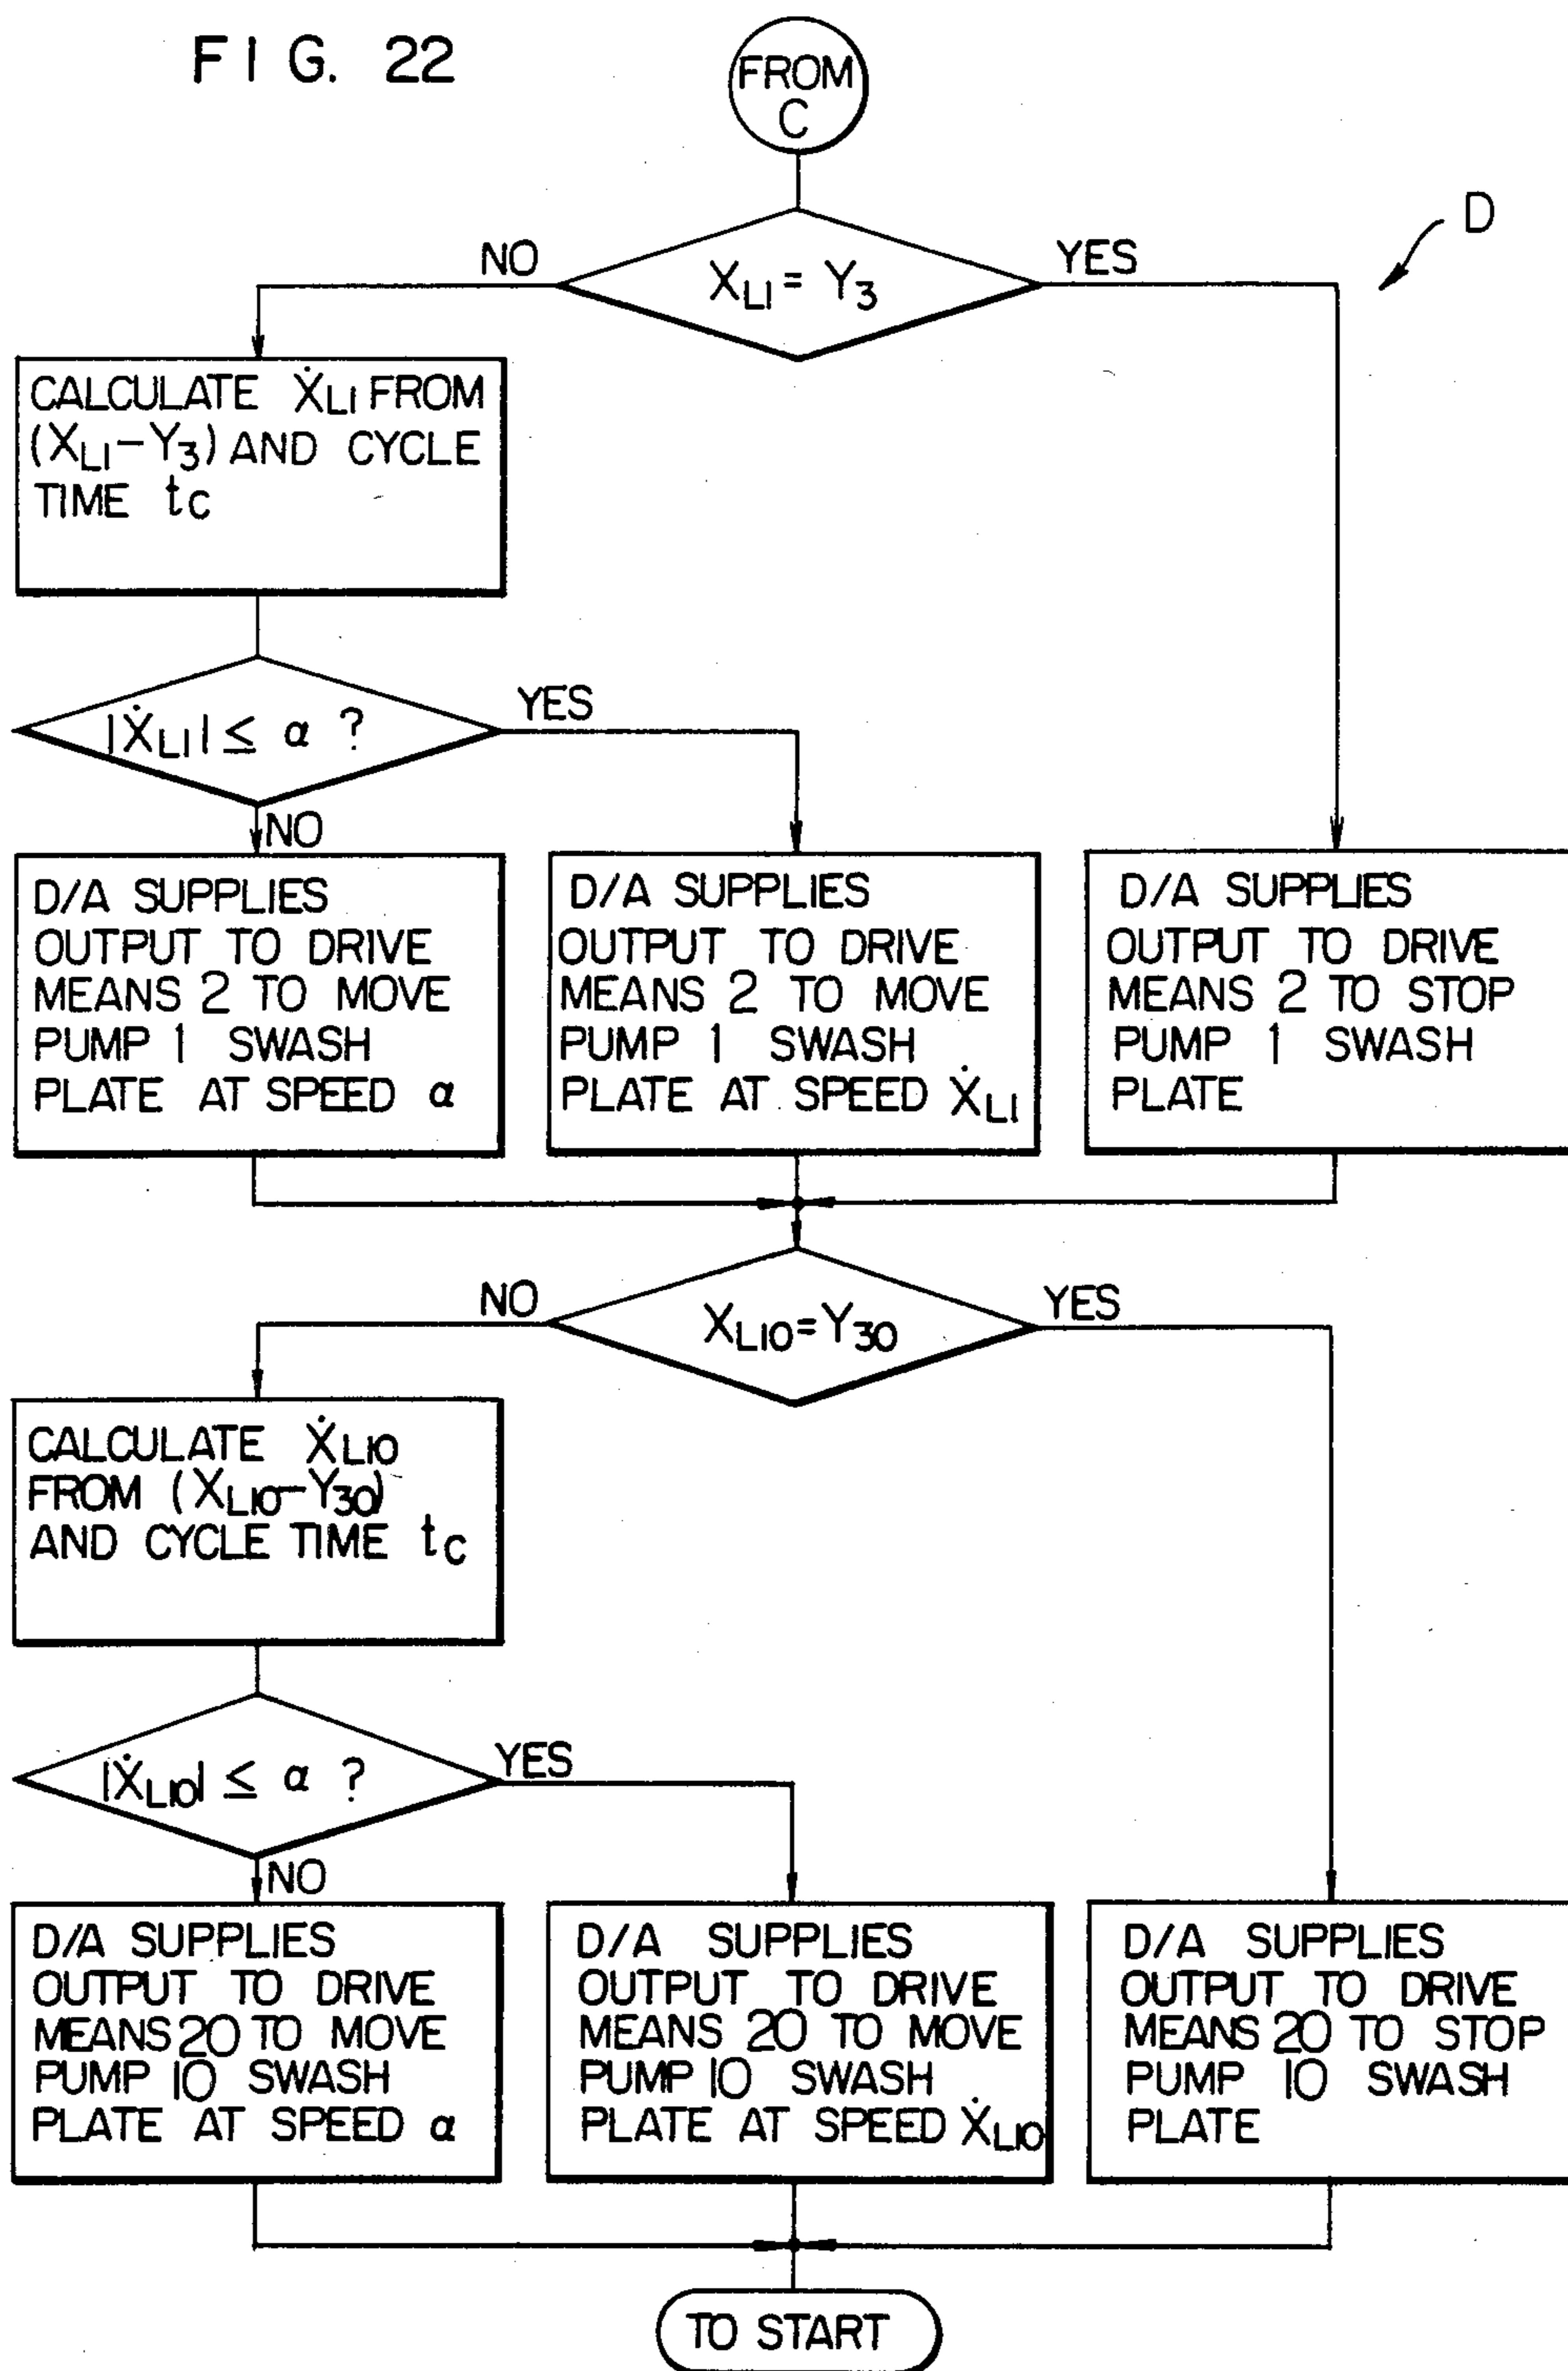 FIG. 22
FROM
C
D
X_L1 = Y_3
NO
YES
CALCULATE Ẋ_L1 FROM
(X_L1 − Y_3) AND CYCLE
TIME t_C
|Ẋ_L1| ≤ α ?
YES
NO
D/A SUPPLIES
OUTPUT TO DRIVE
MEANS 2 TO MOVE
PUMP 1 SWASH
PLATE AT SPEED α
D/A SUPPLIES
OUTPUT TO DRIVE
MEANS 2 TO MOVE
PUMP 1 SWASH
PLATE AT SPEED Ẋ_L1
D/A SUPPLIES
OUTPUT TO DRIVE
MEANS 2 TO STOP
PUMP 1 SWASH
PLATE
X_L10 = Y_30
NO
YES
CALCULATE Ẋ_L10
FROM (X_L10 − Y_30)
AND CYCLE TIME t_C
|Ẋ_L10| ≤ α ?
YES
NO
D/A SUPPLIES
OUTPUT TO DRIVE
MEANS 20 TO MOVE
PUMP 10 SWASH
PLATE AT SPEED α
D/A SUPPLIES
OUTPUT TO DRIVE
MEANS 20 TO MOVE
PUMP 10 SWASH
PLATE AT SPEED Ẋ_L10
D/A SUPPLIES
OUTPUT TO DRIVE
MEANS 20 TO STOP
PUMP 10 SWASH
PLATE
TO START